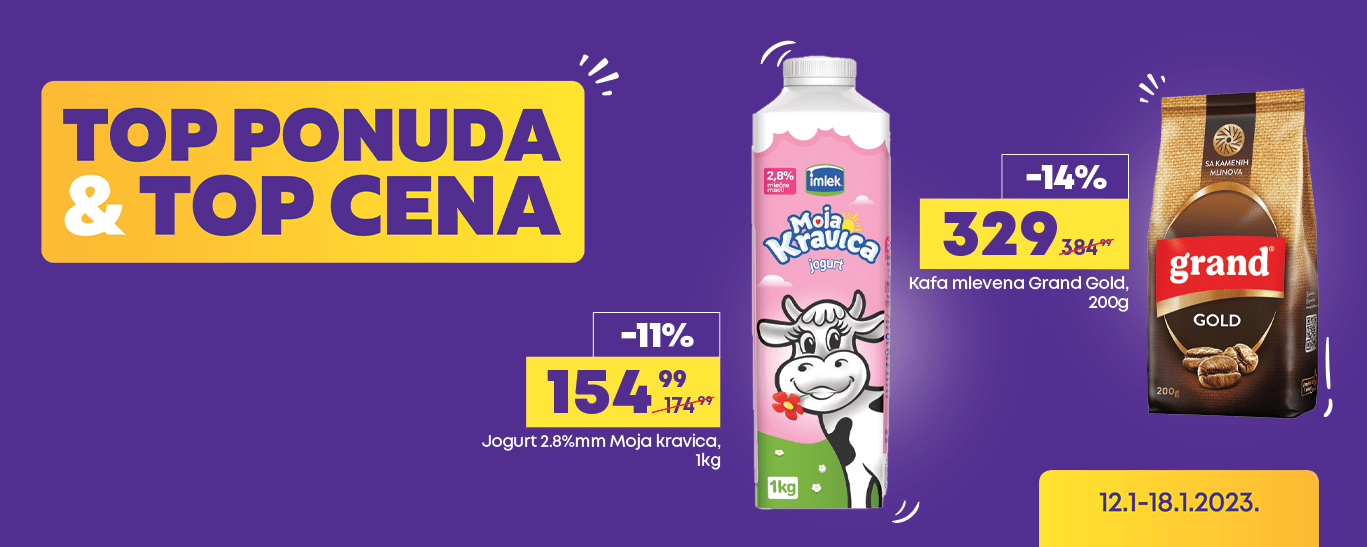 TOP PONUDA
& TOP CENA
-11%
154 99
174 99
Jogurt 2.8%mm Moja kravica,
1kg
2,8%
mlečne
masti
imlek
Moja
Kravica
jogurt
1kg
-14%
329
384 99
Kafa mlevena Grand Gold,
200g
SA KAMENIH
MLINOVA
grand
GOLD
200g
12.1-18.1.2023.